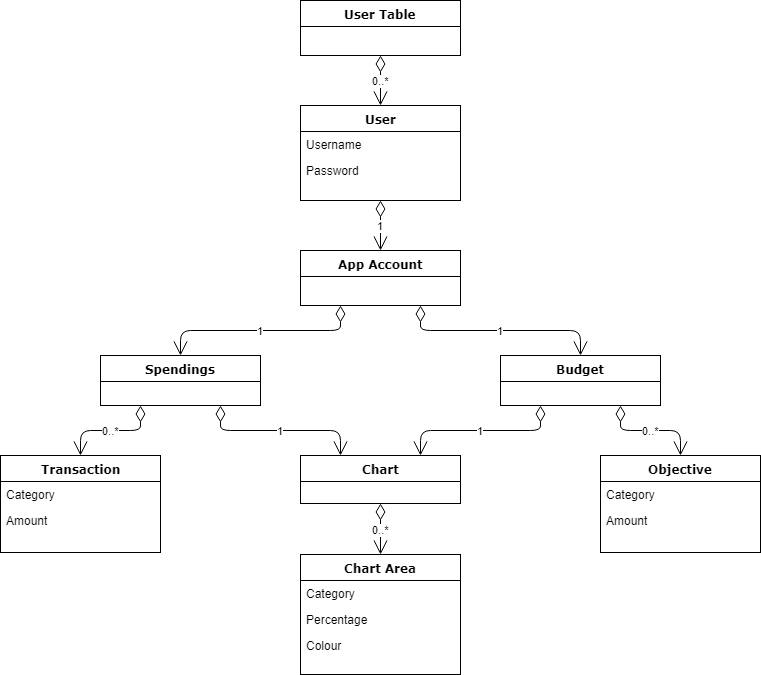 User Table
0..*
User
Username
Password
1
App Account
1
1
Spendings
Budget
0..*
1
1
0..*
Transaction
Category
Amount
Chart
Objective
Category
Amount
0..*
Chart Area
Category
Percentage
Colour